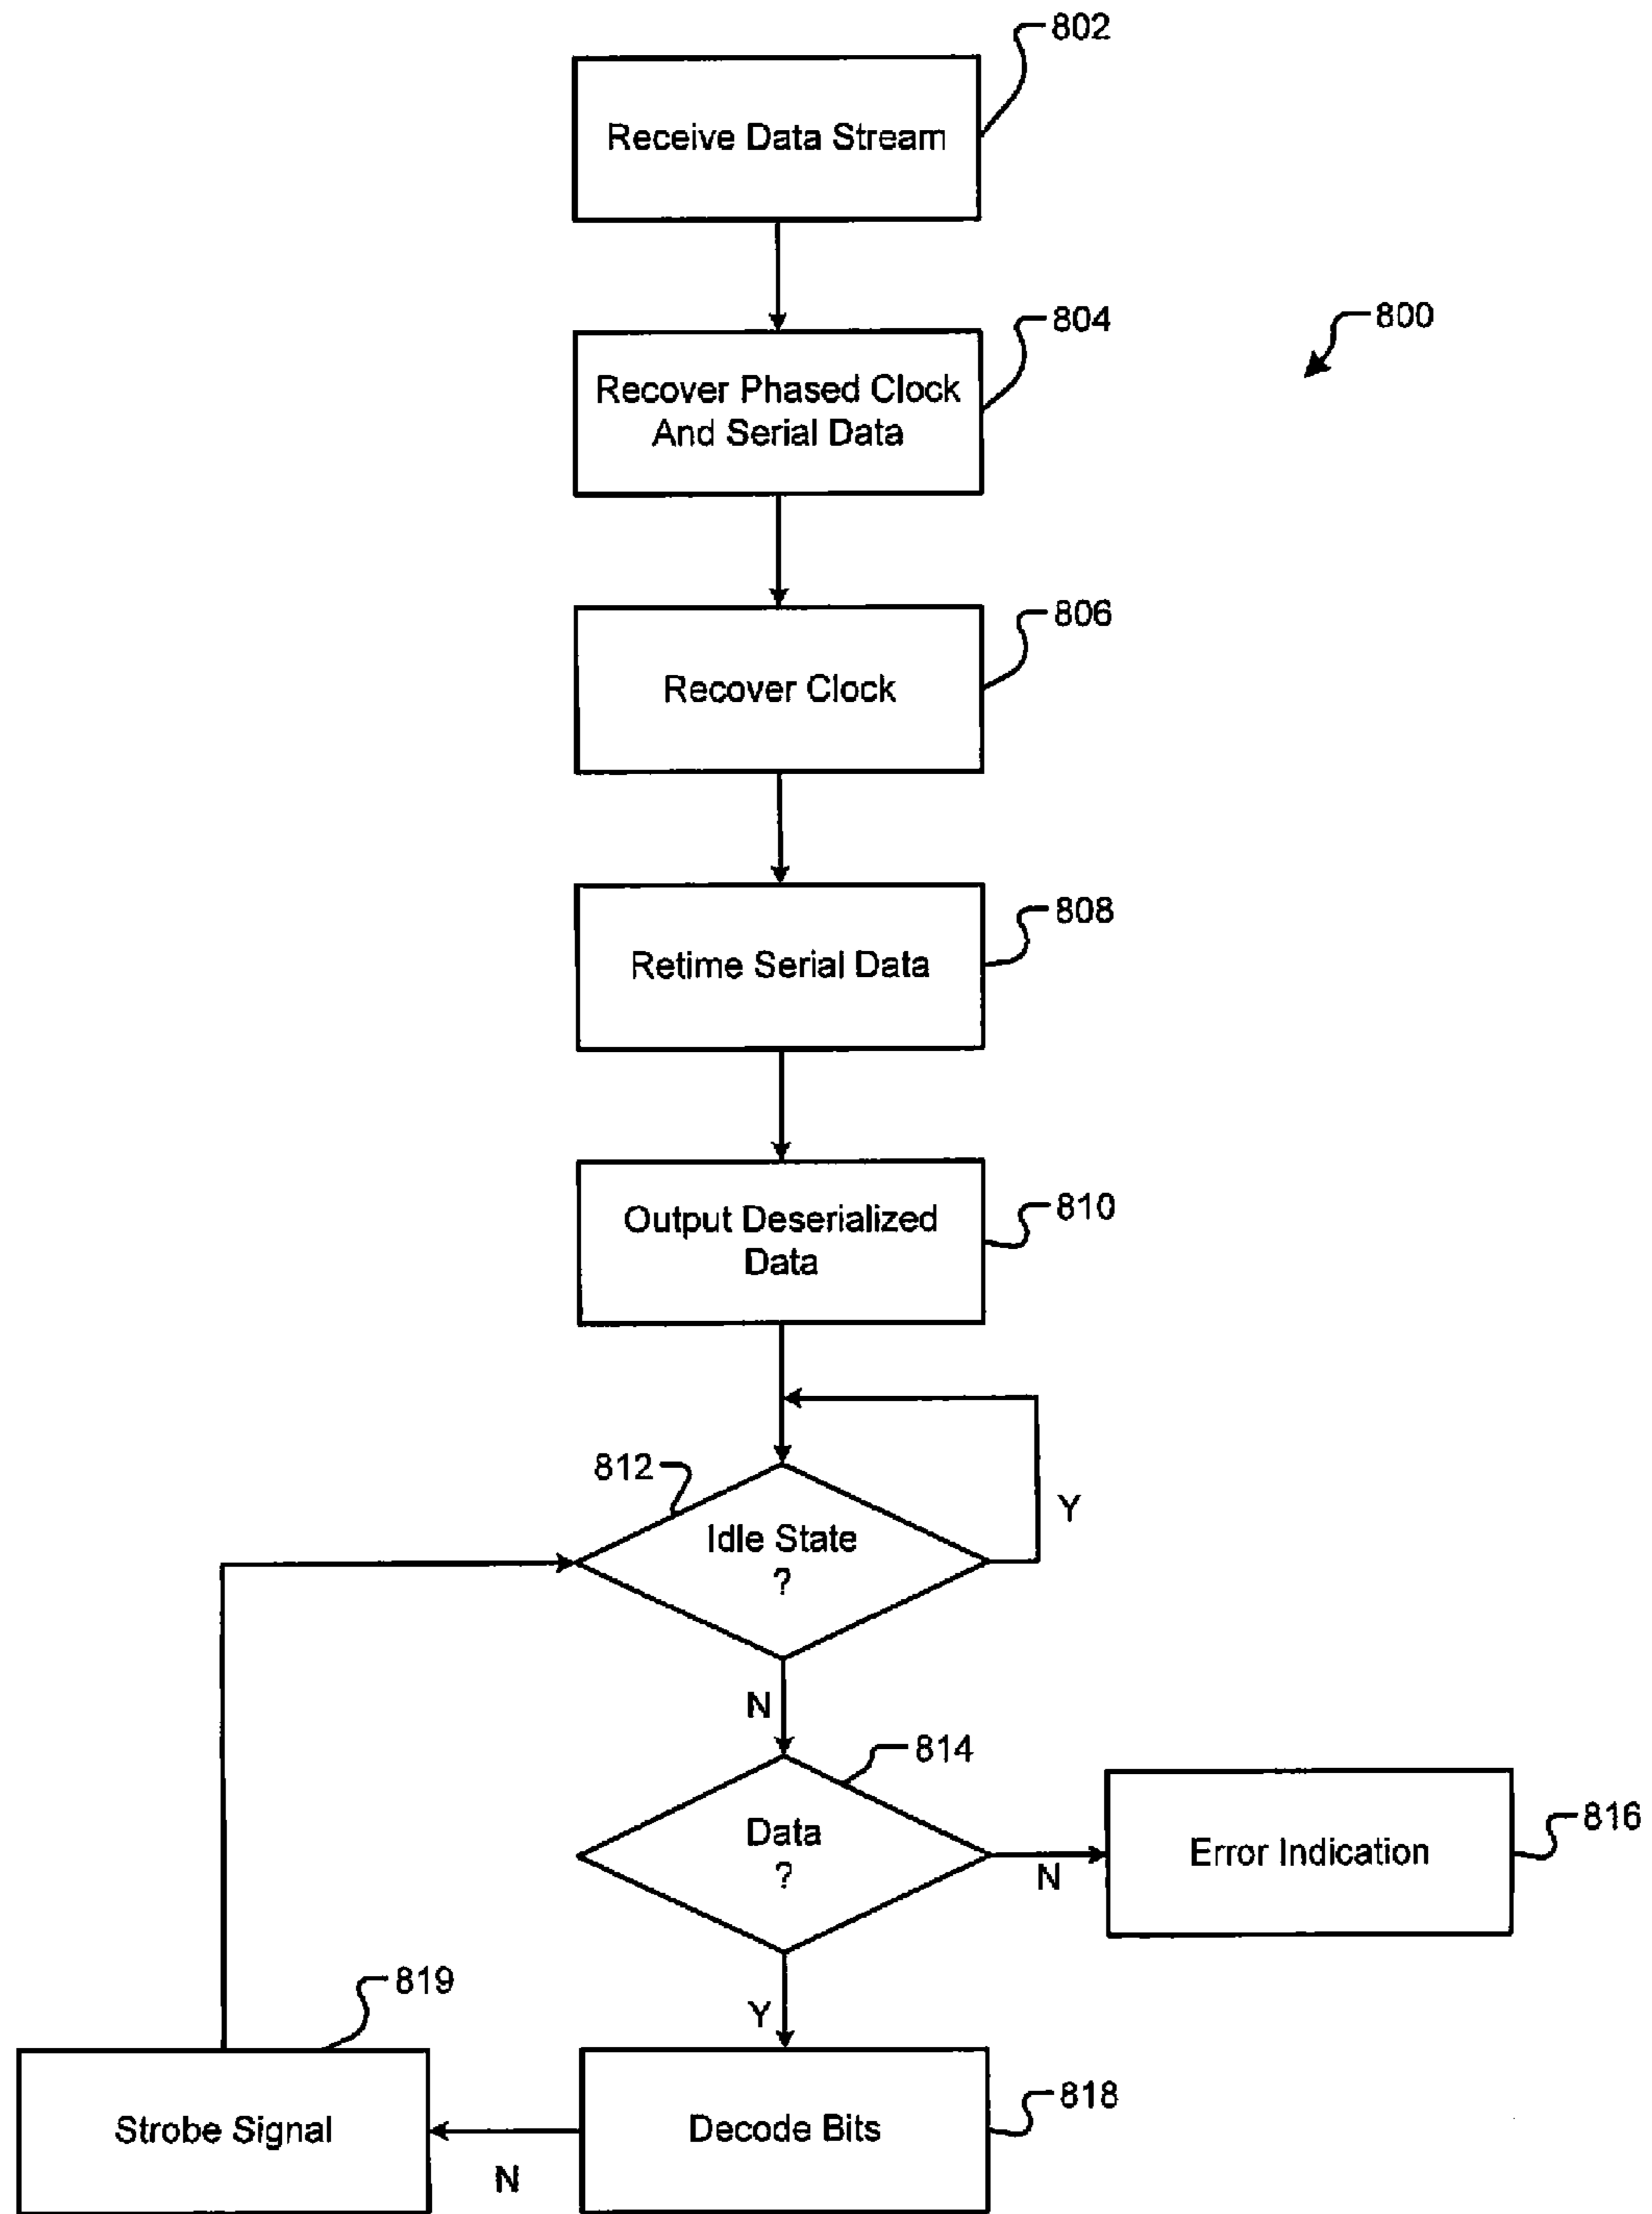 802
Receive Data Stream
804
800
Recover Phased Clock
And Serial Data
806
Recover Clock
808
Retime Serial Data
810
Output Deserialized
Data
812
Y
Idle State
?
N
814
Data
?
N
Error Indication
816
Y
819
Strobe Signal
N
Decode Bits
818